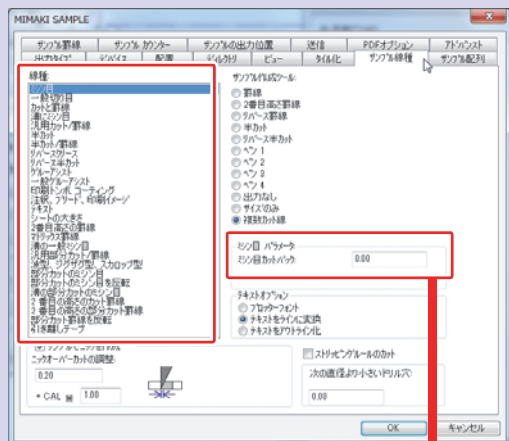 MIMAKI SAMPLE
サンプル罫線 サンプル カウンター サンプルの出力位置 送信 PDFオプション アドバンスト
出力タイプ デバイス 配置 ディレクトリ ビュー タイル化 サンプル線種 サンプル配列
線種:
ミシン目
一般切り目
カットと罫線
溝にミシン目
汎用カット/罫線
半カット
半カット/罫線
リバースクリース
リバース半カット
グルーアシスト
一般グルーアシスト
印刷トンボ、コーティング
注釈、ブリード、印刷イメージ
テキスト
シートの大きさ
2番目高さの罫線
マトリックス罫線
溝の一般ミシン目
汎用部分カット/罫線
波型、ジグザグ型、スカロップ型
部分カットのミシン目
部分カットのミシン目を反転
溝の部分カットのミシン目
2 番目の高さのカット罫線
2 番目の高さの部分カット罫線
部分カット罫線を反転
引き離しテープ
サンプル作成ツール:
罫線
2番目高さ罫線
リバース罫線
半カット
リバース半カット
ペン 1
ペン 2
ペン 3
ペン 4
出力なし
サイズのみ
複数カット線
ミシン目 パラメータ:
ミシン目カットバック: 0.00
テキストオプション
プロッターフォント
テキストをラインに変換
テキストをアウトライン化
ニックオーバーカットの調整:
0.20
+ CAL 1.00
ストリッピングルールのカット
次の直径より小さいドリル穴
0.00
OK キャンセル